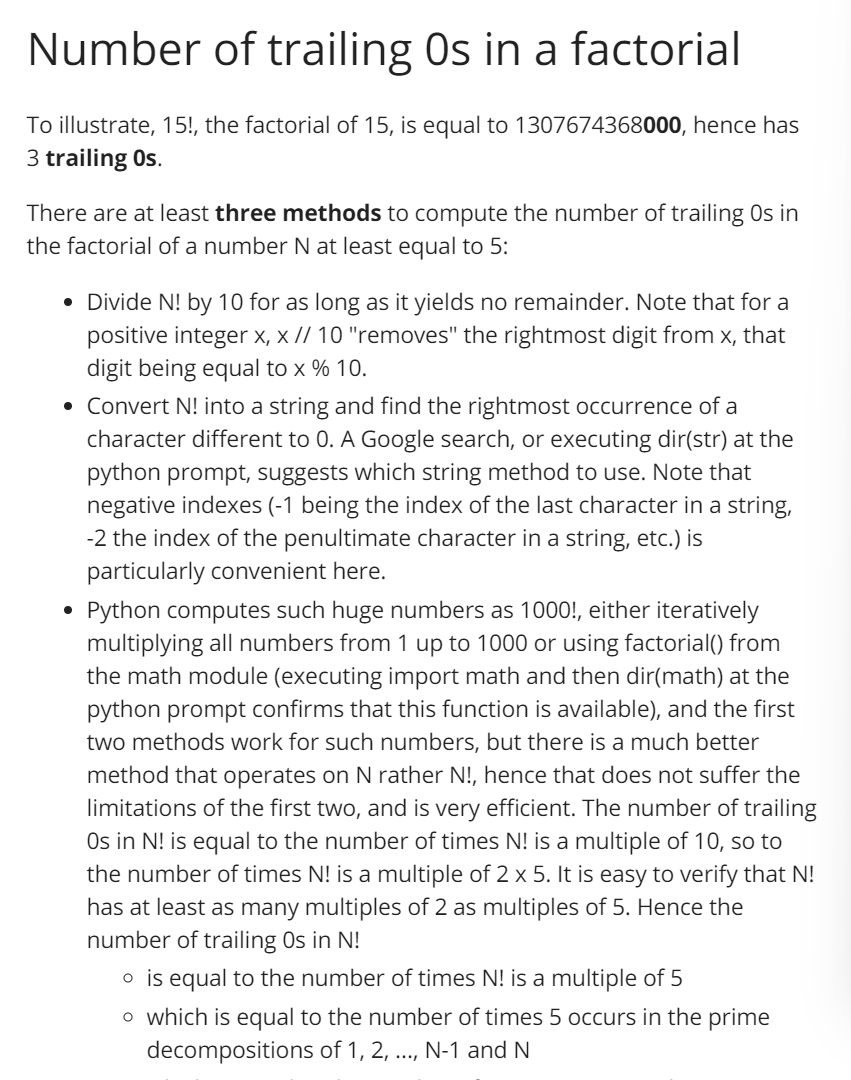 Number of trailing 0s in a factorial
To illustrate, 15!, the factorial of 15, is equal to 1307674368000, hence has
3 trailing 0s.
There are at least three methods to compute the number of trailing 0s in
the factorial of a number N at least equal to 5:
• Divide N! by 10 for as long as it yields no remainder. Note that for a
positive integer x, x // 10 "removes" the rightmost digit from x, that
digit being equal to x % 10.
• Convert N! into a string and find the rightmost occurrence of a
character different to 0. A Google search, or executing dir(str) at the
python prompt, suggests which string method to use. Note that
negative indexes (-1 being the index of the last character in a string,
-2 the index of the penultimate character in a string, etc.) is
particularly convenient here.
• Python computes such huge numbers as 1000!, either iteratively
multiplying all numbers from 1 up to 1000 or using factorial() from
the math module (executing import math and then dir(math) at the
python prompt confirms that this function is available), and the first
two methods work for such numbers, but there is a much better
method that operates on N rather N!, hence that does not suffer the
limitations of the first two, and is very efficient. The number of trailing
0s in N! is equal to the number of times N! is a multiple of 10, so to
the number of times N! is a multiple of 2 x 5. It is easy to verify that N!
has at least as many multiples of 2 as multiples of 5. Hence the
number of trailing 0s in N!
◦ is equal to the number of times N! is a multiple of 5
◦ which is equal to the number of times 5 occurs in the prime
decompositions of 1, 2, ..., N-1 and N